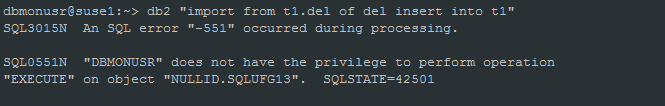 dbmonusr@suse1:~> db2 "import from t1.del of del insert into t1"
SQL3015N  An SQL error "-551" occurred during processing.
SQL0551N  "DBMONUSR" does not have the privilege to perform operation
"EXECUTE" on object "NULLID.SQLUFG13".  SQLSTATE=42501